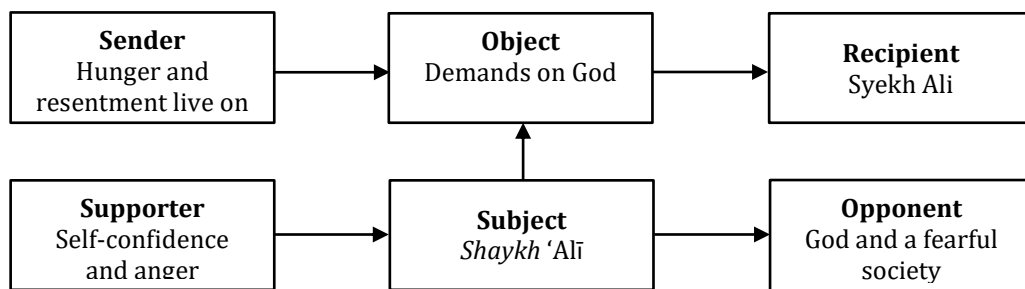 Sender
Hunger and
resentment live on
Object
Demands on God
Recipient
Syekh Ali
Supporter
Self-confidence
and anger
Subject
Shaykh ‘Alī
Opponent
God and a fearful
society